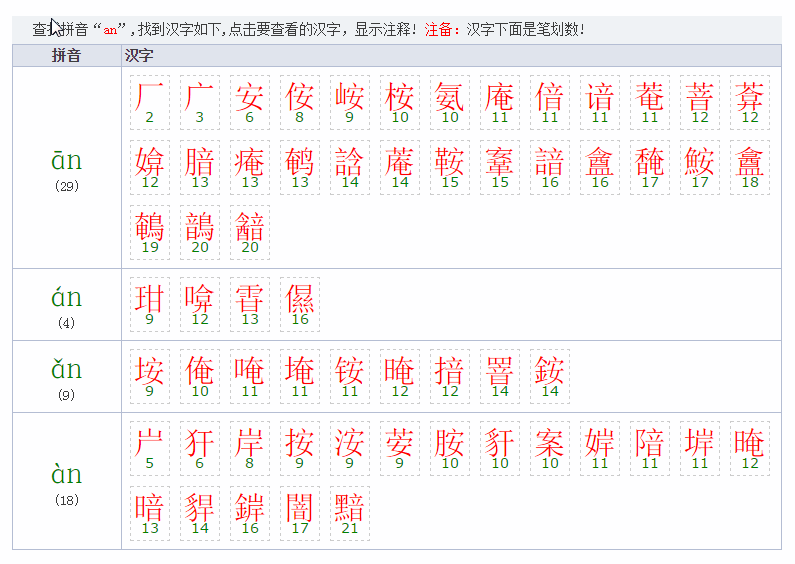 查找拼音“an”,找到汉字如下,点击要查看的汉字，显示注释! 注备：汉字下面是笔划数!
拼音 汉字
厂 广 安 侒 峖 桉 氨 庵 偣 谙 菴 萻 葊
2 3 6 8 9 10 10 11 11 11 11 12 12
ān
(29)
媕 腤 痷 鹌 誝 蓭 鞍 鞌 諳 盦 馣 鮟 盫
12 13 13 13 14 14 15 15 16 16 17 17 18
鵪 鶕 韽
19 20 20
án
(4)
玵 啽 雸 儑
9 12 13 16
ǎn
(9)
垵 俺 唵 埯 铵 晻 揞 罯 銨
9 10 11 11 11 12 12 14 14
屵 犴 岸 按 洝 荌 胺 豻 案 婩 隌 堓 晻
5 6 8 9 9 9 10 10 10 11 11 11 12
àn
(18)
暗 貋 錌 闇 黯
13 14 16 17 21